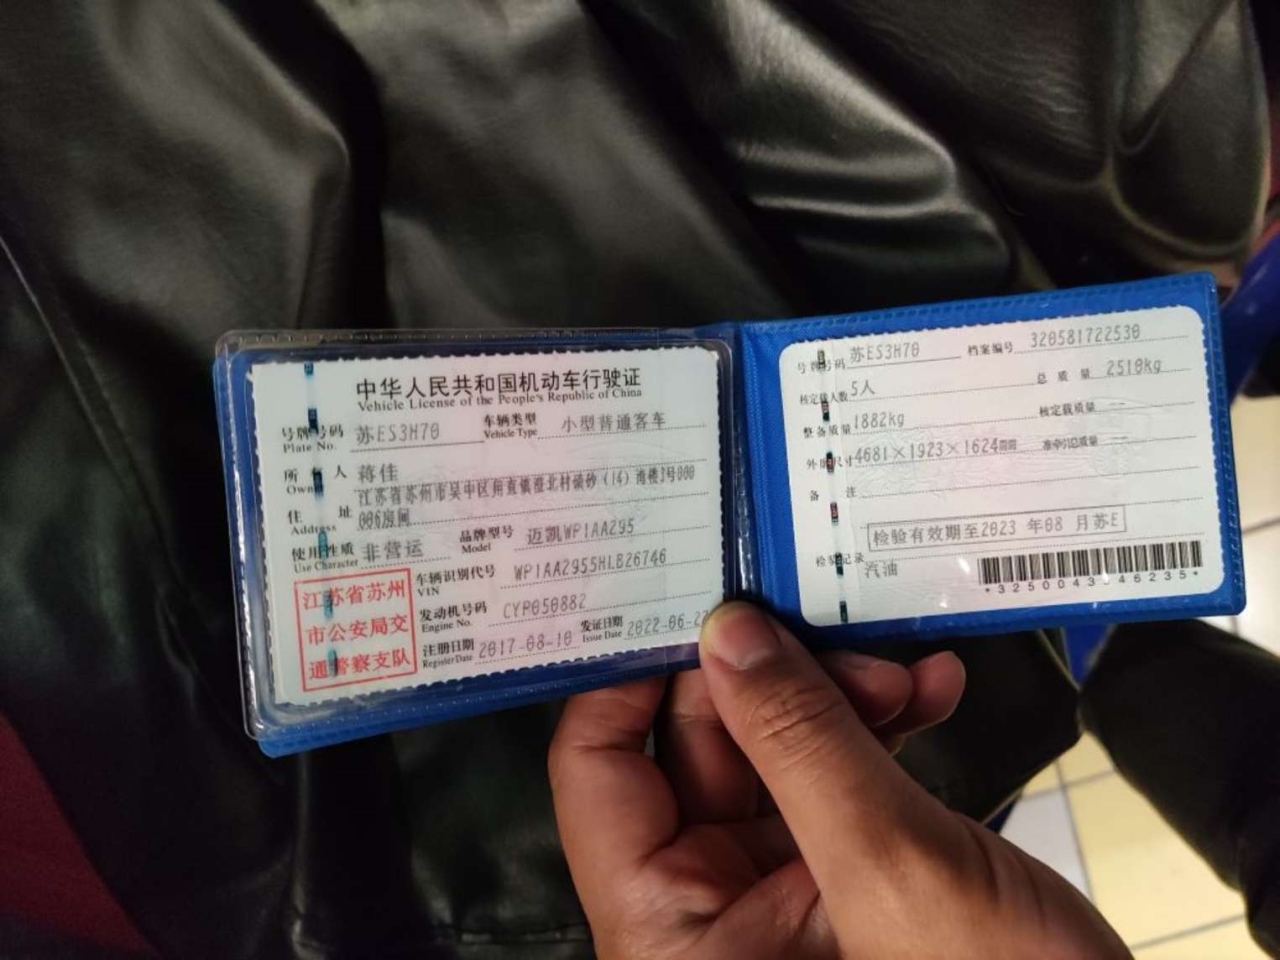 中华人民共和国机动车行驶证
Vehicle License of the People's Republic of China
号牌号码 苏ES3H70 车辆类型 小型普通客车
Plate No. Vehicle Type
所有人 蒋佳
Owner
江苏省苏州市吴中区甪直镇澄北村
住址
Address
使用性质 非营运 品牌型号 迈凯WP1AA295
Use Character Model
江苏省苏州
市公安局交
通警察支队
车辆识别代号 WP1AA2955HLB26746
VIN
发动机号码 CYP050882
Engine No.
注册日期 2017-08-10 发证日期 2022-06-22
Register Date Issue Date
号牌号码 苏ES3H70 档案编号 320581722530
核定载人数 5人 总质量 2510kg
整备质量 1882kg 核定载质量 --
外廓尺寸 4681×1923×1624mm 准牵引总质量 --
备注
检验有效期至2023 年08 月苏E
检验记录
汽油
*3250043146235*